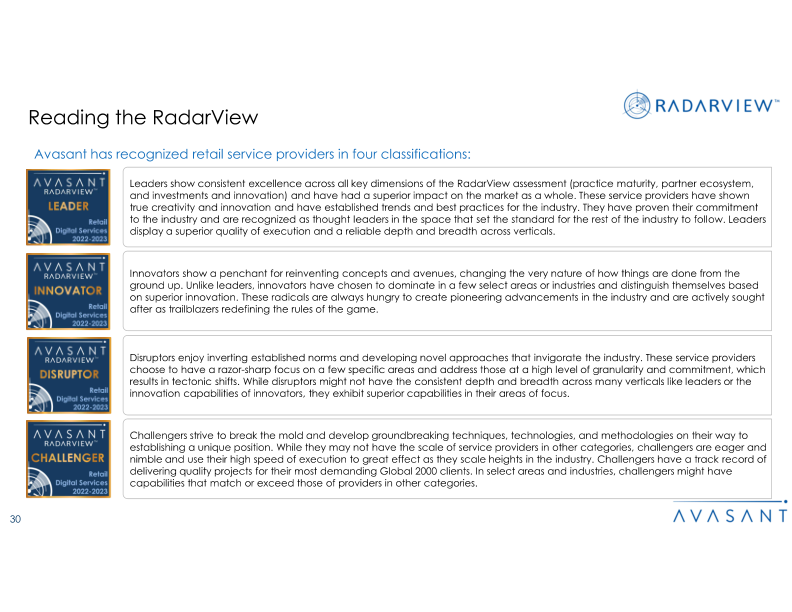 RADARVIEW™
Reading the RadarView
Avasant has recognized retail service providers in four classifications:
AVASANT
RADARVIEW™
LEADER
Retail
Digital Services
2022-2023
Leaders show consistent excellence across all key dimensions of the RadarView assessment (practice maturity, partner ecosystem,
and investments and innovation) and have had a superior impact on the market as a whole. These service providers have shown
true creativity and innovation and have established trends and best practices for the industry. They have proven their commitment
to the industry and are recognized as thought leaders in the space that set the standard for the rest of the industry to follow. Leaders
display a superior quality of execution and a reliable depth and breadth across verticals.
AVASANT
RADARVIEW™
INNOVATOR
Retail
Digital Services
2022-2023
Innovators show a penchant for reinventing concepts and avenues, changing the very nature of how things are done from the
ground up. Unlike leaders, innovators have chosen to dominate in a few select areas or industries and distinguish themselves based
on superior innovation. These radicals are always hungry to create pioneering advancements in the industry and are actively sought
after as trailblazers redefining the rules of the game.
AVASANT
RADARVIEW™
DISRUPTOR
Retail
Digital Services
2022-2023
Disruptors enjoy inverting established norms and developing novel approaches that invigorate the industry. These service providers
choose to have a razor-sharp focus on a few specific areas and address those at a high level of granularity and commitment, which
results in tectonic shifts. While disruptors might not have the consistent depth and breadth across many verticals like leaders or the
innovation capabilities of innovators, they exhibit superior capabilities in their areas of focus.
AVASANT
RADARVIEW™
CHALLENGER
Retail
Digital Services
2022-2023
Challengers strive to break the mold and develop groundbreaking techniques, technologies, and methodologies on their way to
establishing a unique position. While they may not have the scale of service providers in other categories, challengers are eager and
nimble and use their high speed of execution to great effect as they scale heights in the industry. Challengers have a track record of
delivering quality projects for their most demanding Global 2000 clients. In select areas and industries, challengers might have
capabilities that match or exceed those of providers in other categories.
30
AVASANT